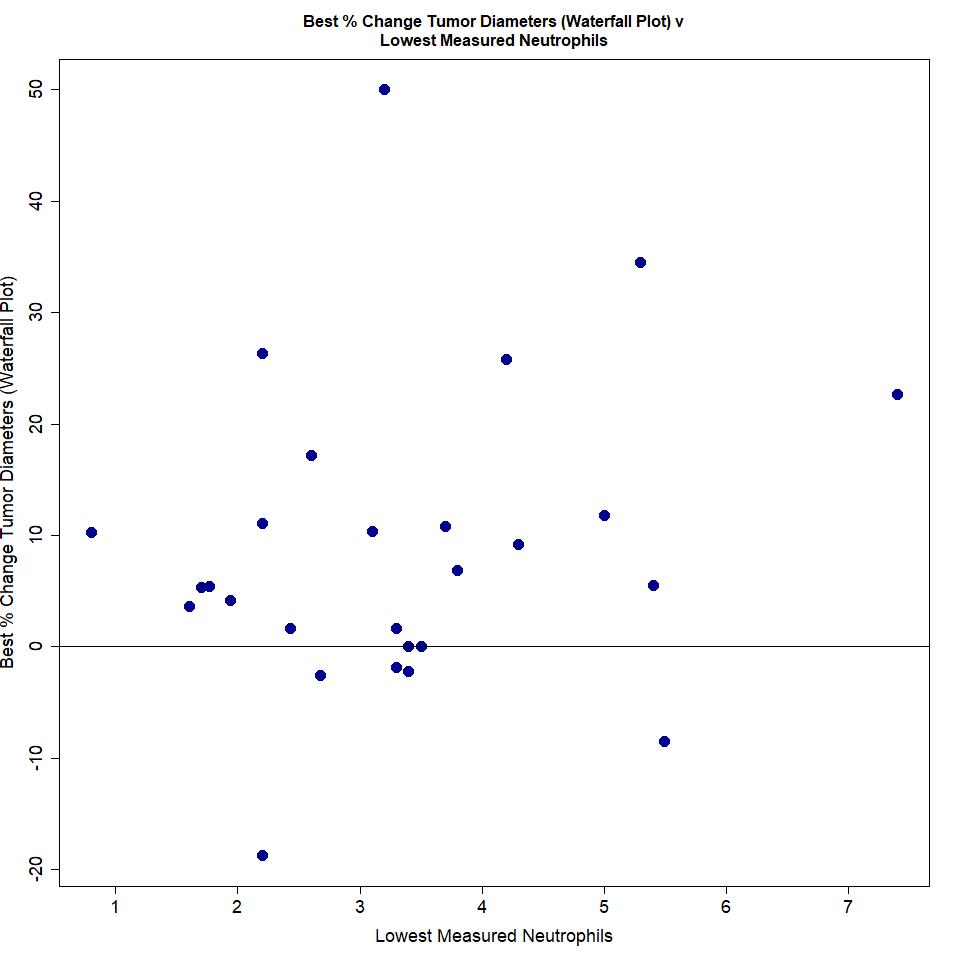 Best % Change Tumor Diameters (Waterfall Plot) v
Lowest Measured Neutrophils
Best % Change Tumor Diameters (Waterfall Plot)
50
40
30
20
10
0
-10
-20
1 2 3 4 5 6 7
Lowest Measured Neutrophils